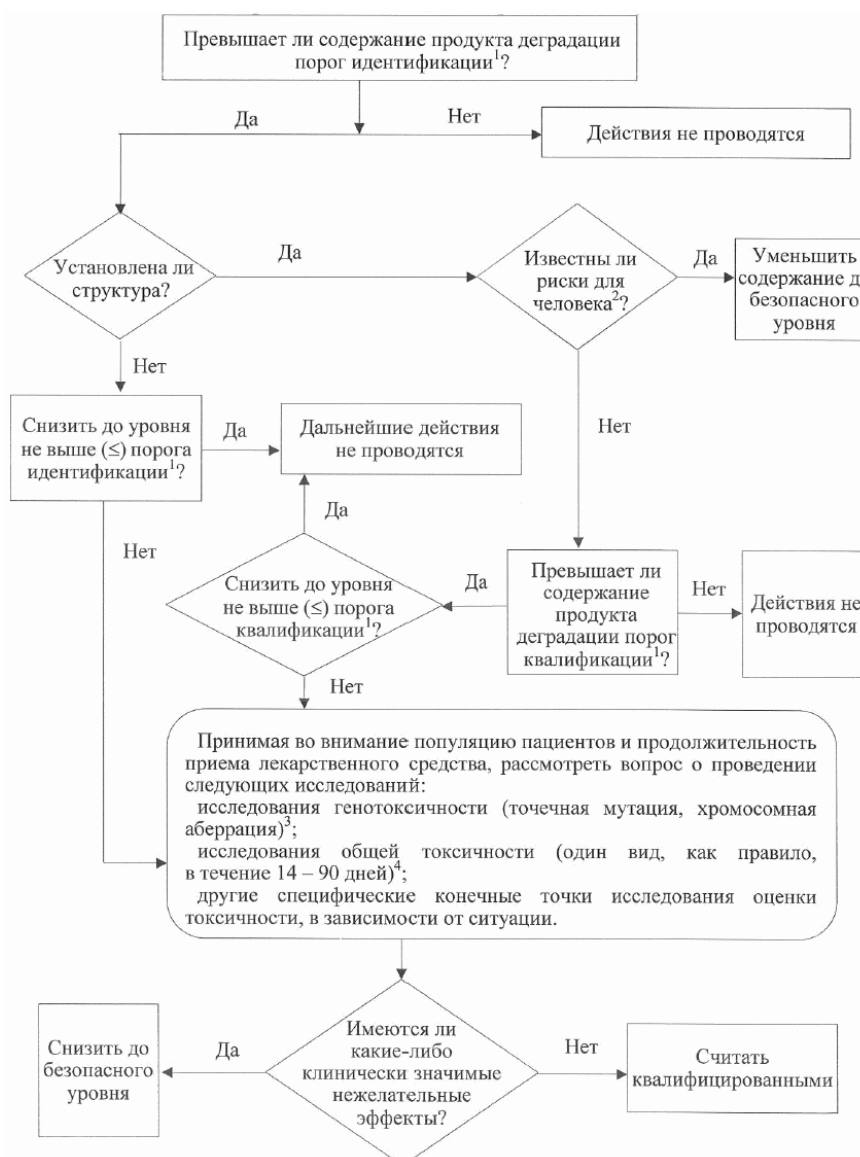 Превышает ли содержание продукта деградации
порог идентификации¹?
Да
Нет
Действия не проводятся
Установлена ли
структура?
Да
Известны ли
риски для
человека²?
Да
Уменьшить
содержание д
безопасного
уровня
Нет
Снизить до уровня
не выше (≤) порога
идентификации¹?
Да
Дальнейшие действия
не проводятся
Нет
Да
Нет
Снизить до уровня
не выше (≤) порога
квалификации¹?
Да
Превышает ли
содержание
продукта
деградации порог
квалификации¹?
Нет
Действия не
проводятся
Нет
Принимая во внимание популяцию пациентов и продолжительность
приема лекарственного средства, рассмотреть вопрос о проведении
следующих исследований:
исследования генотоксичности (точечная мутация, хромосомная
аберрация)³;
исследования общей токсичности (один вид, как правило,
в течение 14 – 90 дней)⁴;
другие специфические конечные точки исследования оценки
токсичности, в зависимости от ситуации.
Снизить до
безопасного
уровня
Да
Имеются ли
какие-либо
клинически значимые
нежелательные
эффекты?
Нет
Считать
квалифицированными